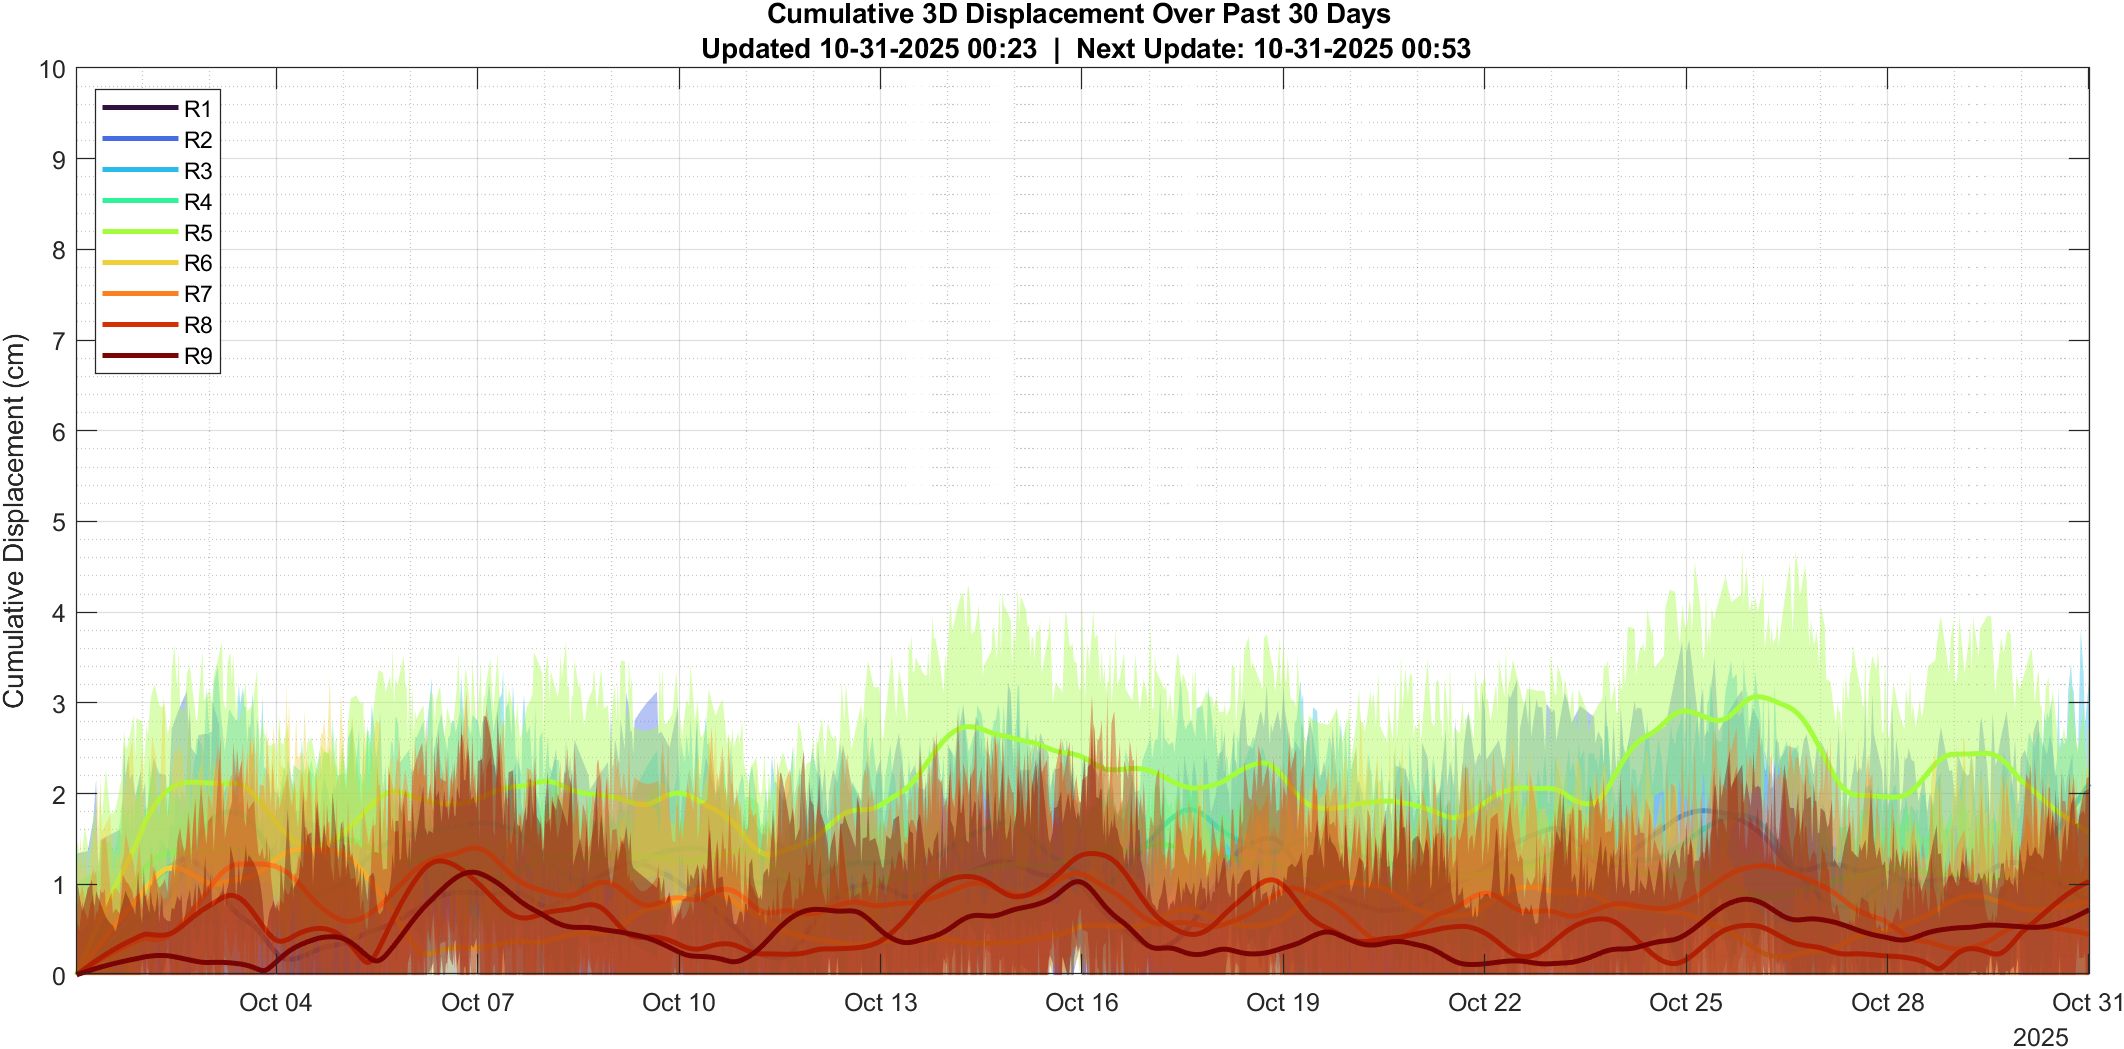 Cumulative 3D Displacement Over Past 30 Days
Updated 10-31-2025 00:23 | Next Update: 10-31-2025 00:53
Cumulative Displacement (cm)
10
9
8
7
6
5
4
3
2
1
0
R1
R2
R3
R4
R5
R6
R7
R8
R9
Oct 04 Oct 07 Oct 10 Oct 13 Oct 16 Oct 19 Oct 22 Oct 25 Oct 28 Oct 31
2025